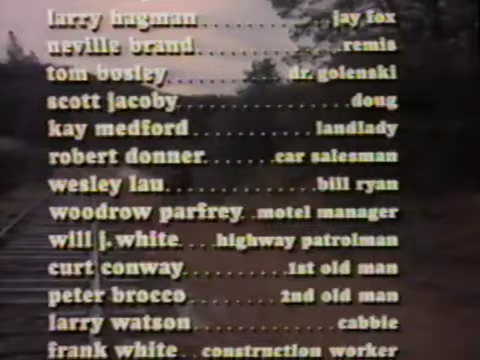 larry hagman..............jay fox
neville brand...............remis
tom bosley.............dr. golenski
scott jacoby..................doug
kay medford............landlady
robert donner.......car salesman
wesley lau..............bill ryan
woodrow parfrey..motel manager
will j. white....highway patrolman
curt conway...........1st old man
peter brocco.........2nd old man
larry watson..............cabbie
frank white..construction worker